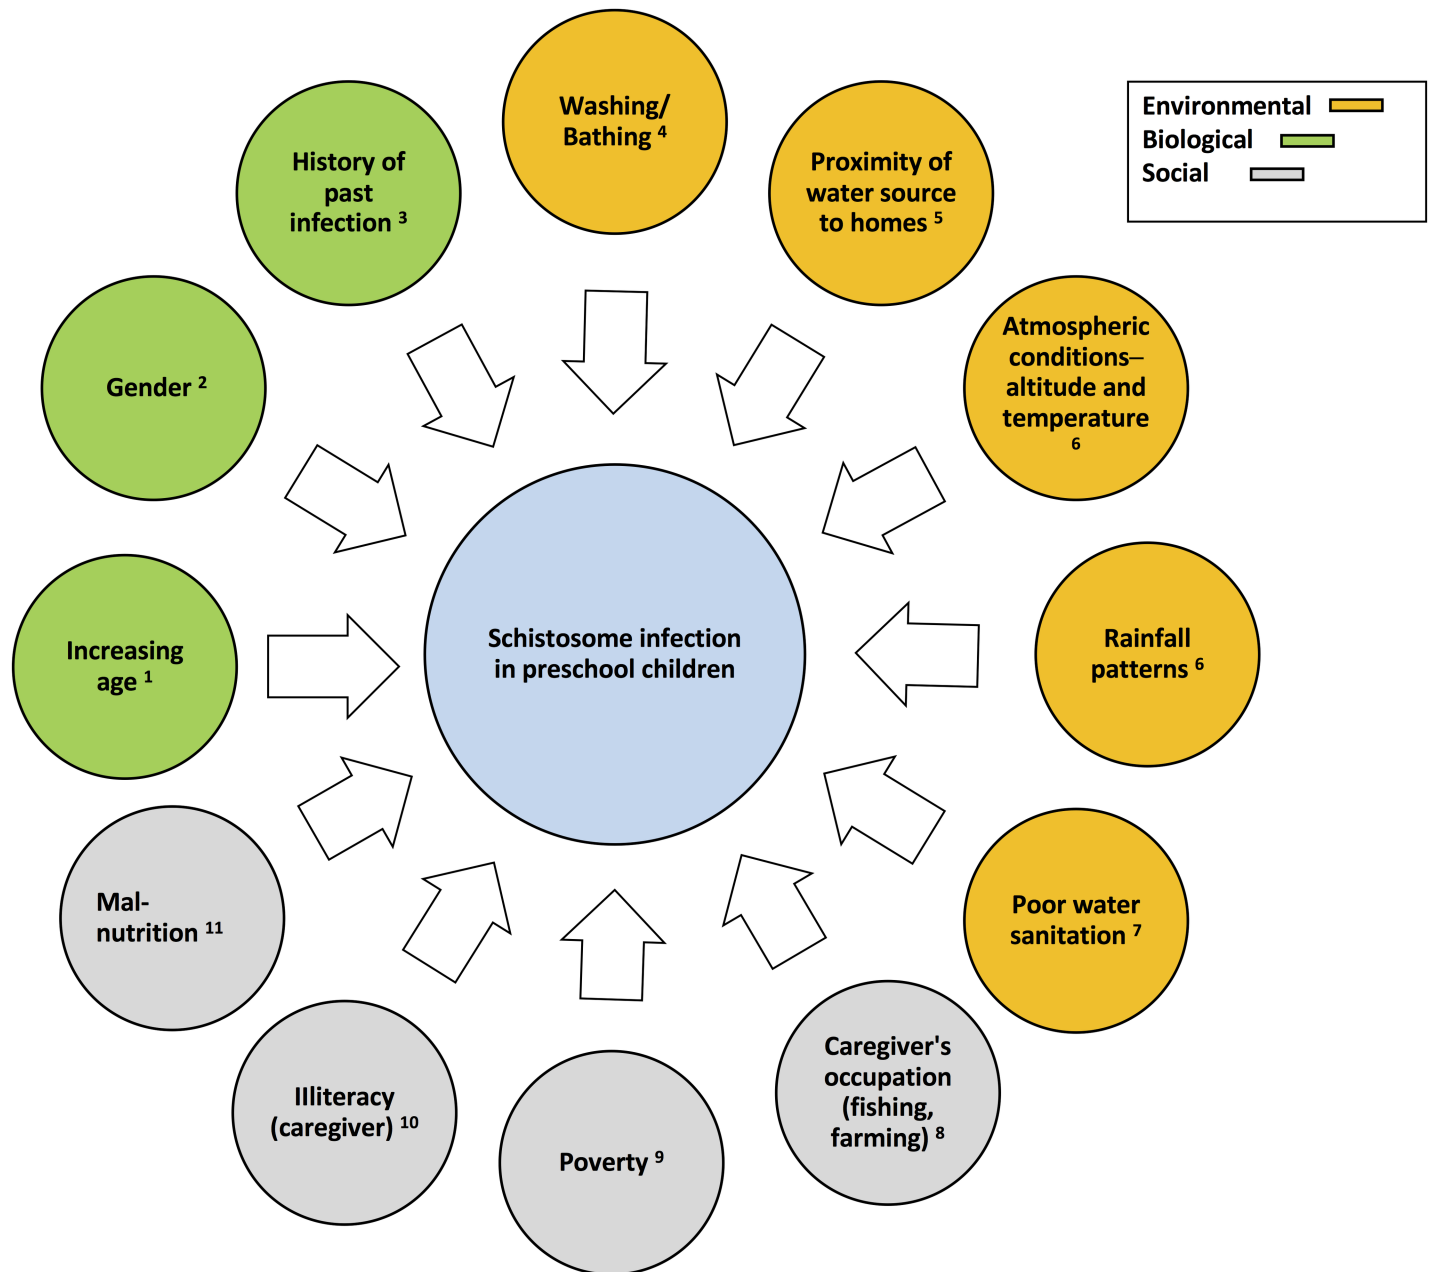 Washing/
Bathing 4
Proximity of
water source
to homes 5
Atmospheric
conditions–
altitude and
temperature
6
Rainfall
patterns 6
Poor water
sanitation 7
Caregiver's
occupation
(fishing,
farming) 8
Poverty 9
Illiteracy
(caregiver) 10
Mal-
nutrition 11
Increasing
age 1
Gender 2
History of
past
infection 3
Schistosome infection
in preschool children
Environmental
Biological
Social